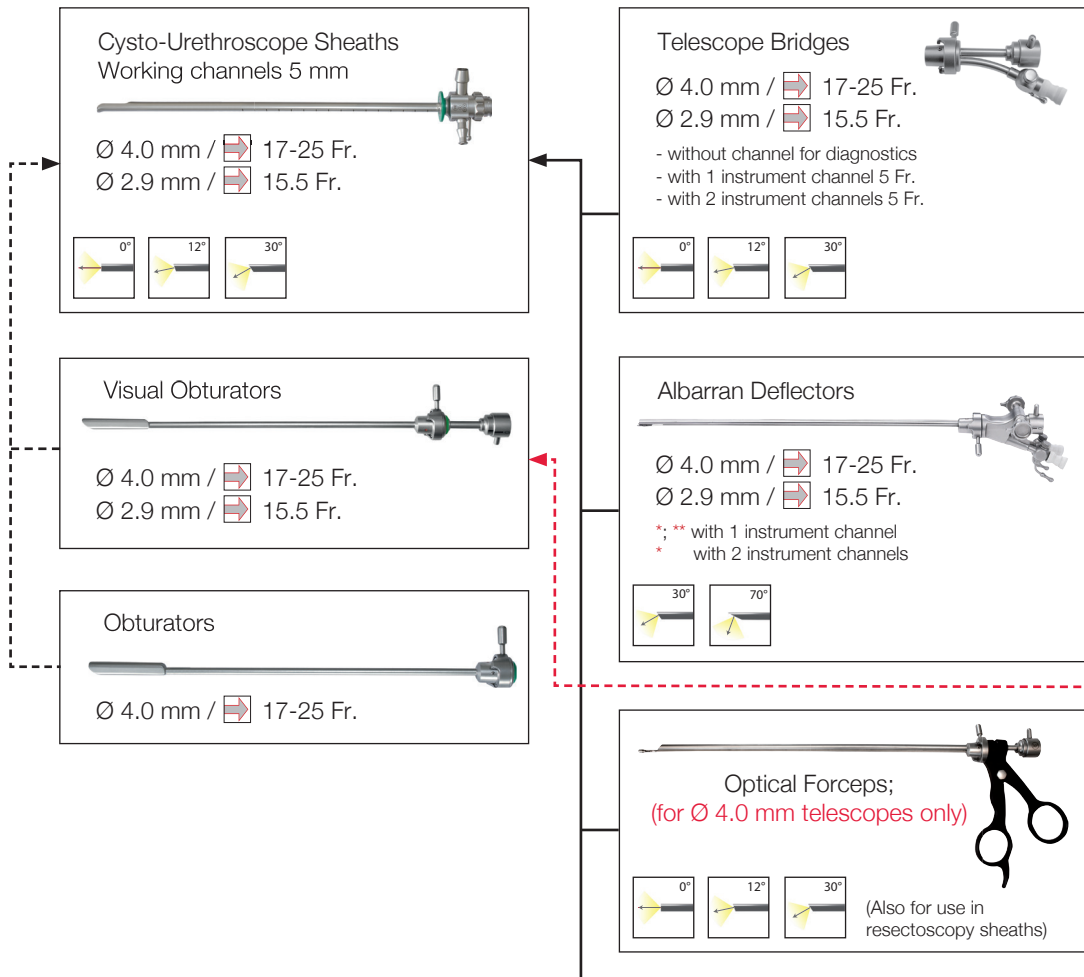 Cysto-Urethroscope Sheaths
Working channels 5 mm
Ø 4.0 mm / 17-25 Fr.
Ø 2.9 mm / 15.5 Fr.
0° 12° 30°
Visual Obturators
Ø 4.0 mm / 17-25 Fr.
Ø 2.9 mm / 15.5 Fr.
Obturators
Ø 4.0 mm / 17-25 Fr.
Telescope Bridges
Ø 4.0 mm / 17-25 Fr.
Ø 2.9 mm / 15.5 Fr.
- without channel for diagnostics
- with 1 instrument channel 5 Fr.
- with 2 instrument channels 5 Fr.
0° 12° 30°
Albarran Deflectors
Ø 4.0 mm / 17-25 Fr.
Ø 2.9 mm / 15.5 Fr.
*; ** with 1 instrument channel
* with 2 instrument channels
30° 70°
Optical Forceps;
(for Ø 4.0 mm telescopes only)
0° 12° 30°
(Also for use in
resectoscopy sheaths)